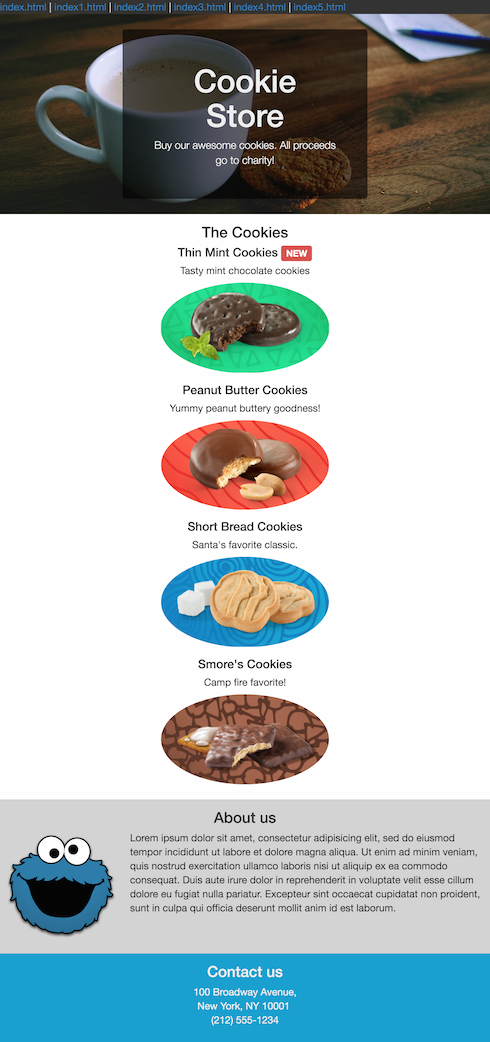 index.html | index1.html | index2.html | index3.html | index4.html | index5.html
Cookie
Store
Buy our awesome cookies. All proceeds
go to charity!
The Cookies
Thin Mint Cookies NEW
Tasty mint chocolate cookies
Peanut Butter Cookies
Yummy peanut buttery goodness!
Short Bread Cookies
Santa's favorite classic.
Smore's Cookies
Camp fire favorite!
About us
Lorem ipsum dolor sit amet, consectetur adipisicing elit, sed do eiusmod
tempor incididunt ut labore et dolore magna aliqua. Ut enim ad minim veniam,
quis nostrud exercitation ullamco laboris nisi ut aliquip ex ea commodo
consequat. Duis aute irure dolor in reprehenderit in voluptate velit esse cillum
dolore eu fugiat nulla pariatur. Excepteur sint occaecat cupidatat non proident,
sunt in culpa qui officia deserunt mollit anim id est laborum.
Contact us
100 Broadway Avenue,
New York, NY 10001
(212) 555-1234